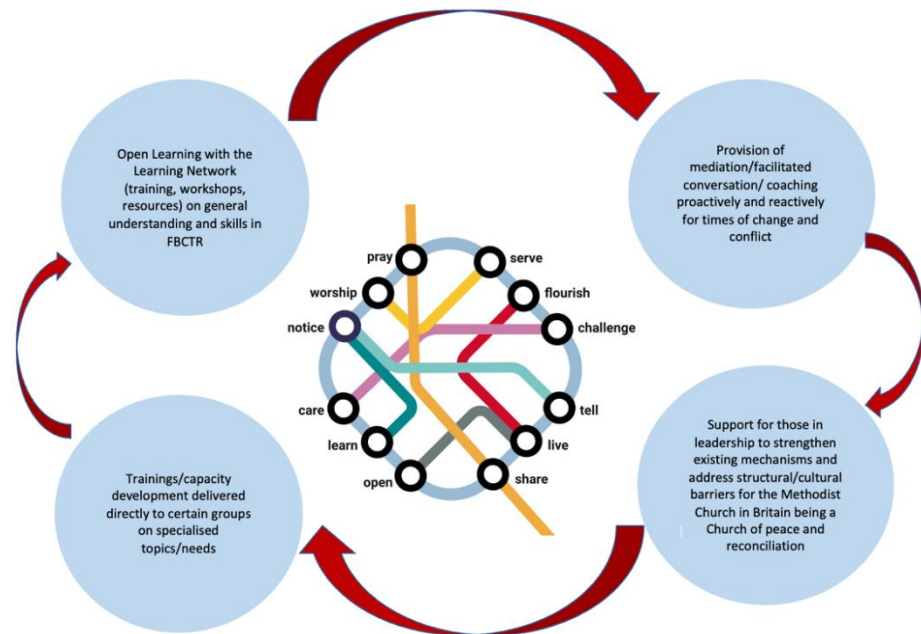 Open Learning with the
Learning Network
(training, workshops,
resources) on general
understanding and skills in
FBCTR
Provision of
mediation/facilitated
conversation/ coaching
proactively and reactively
for times of change and
conflict
pray
serve
worship
flourish
notice
challenge
care
tell
learn
live
open
share
Trainings/capacity
development delivered
directly to certain groups
on specialised
topics/needs
Support for those in
leadership to strengthen
existing mechanisms and
address structural/cultural
barriers for the Methodist
Church in Britain being a
Church of peace and
reconciliation